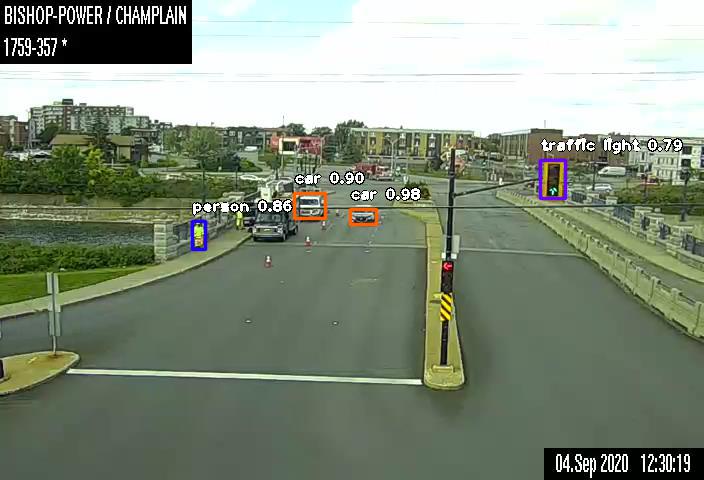 BISHOP-POWER / CHAMPLAIN
1759-357 *
traffic light 0.79
car 0.90
car 0.98
person 0.86
04.Sep 2020 12:30:19